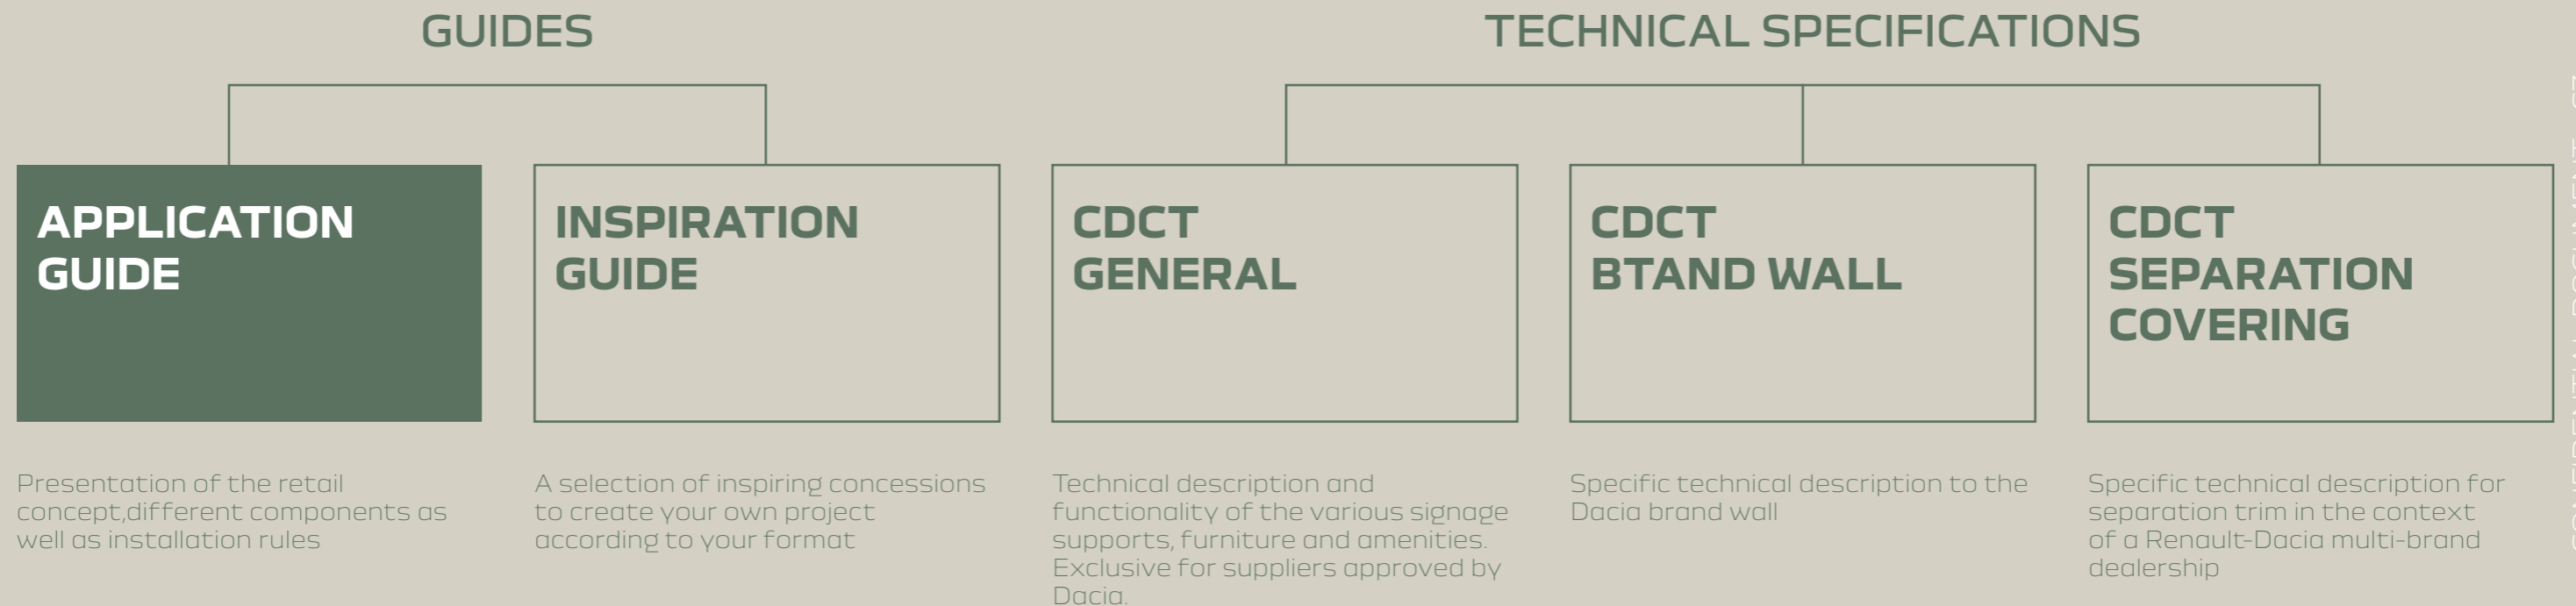 GUIDES
TECHNICAL SPECIFICATIONS
APPLICATION
GUIDE
Presentation of the retail
concept,different components as
well as installation rules
INSPIRATION
GUIDE
A selection of inspiring concessions
to create your own project
according to your format
CDCT
GENERAL
Technical description and
functionality of the various signage
supports, furniture and amenities.
Exclusive for suppliers approved by
Dacia.
CDCT
BTAND WALL
Specific technical description to the
Dacia brand wall
CDCT
SEPARATION
COVERING
Specific technical description for
separation trim in the context
of a Renault-Dacia multi-brand
dealership